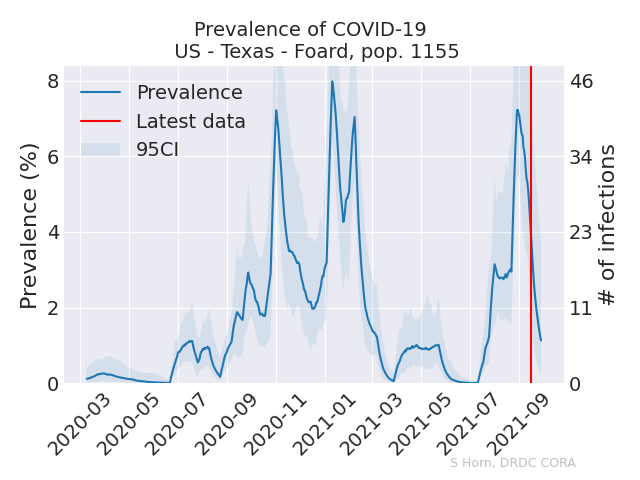 Prevalence of COVID-19
US - Texas - Foard, pop. 1155
Prevalence
Latest data
95CI
Prevalence (%)
8
6
4
2
0
# of infections
46
34
23
11
0
2020-03
2020-05
2020-07
2020-09
2020-11
2021-01
2021-03
2021-05
2021-07
2021-09
S Horn, DRDC CORA